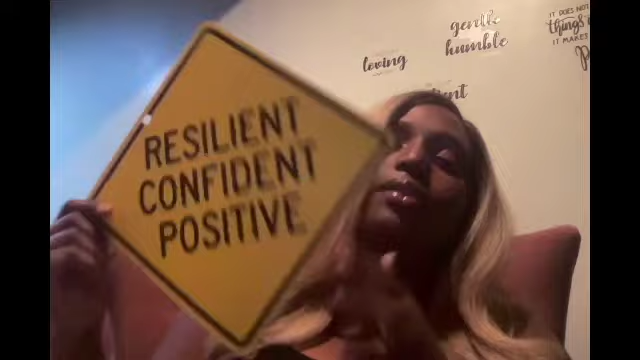 RESILIENT
CONFIDENT
POSITIVE
loving
gentle
humble
IT DOES NOT
things
IT MAKES